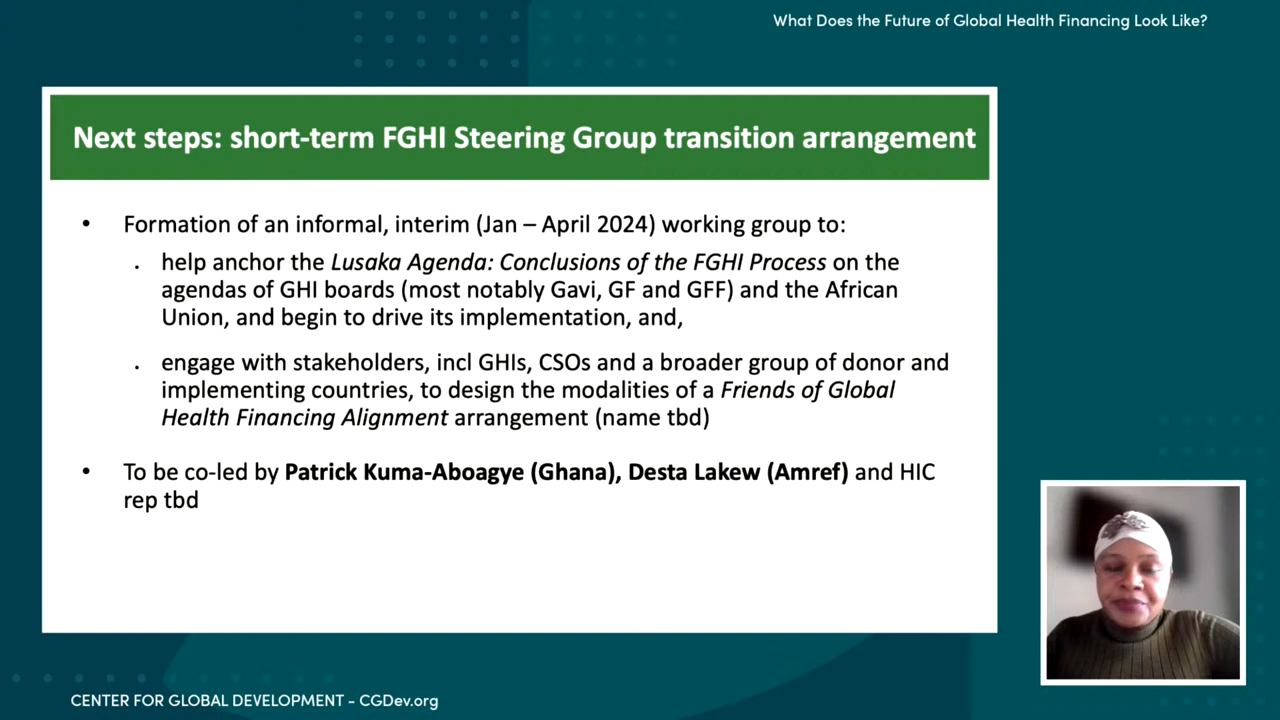 What Does the Future of Global Health Financing Look Like?
Next steps: short-term FGHI Steering Group transition arrangement
• Formation of an informal, interim (Jan – April 2024) working group to:
• help anchor the Lusaka Agenda: Conclusions of the FGHI Process on the
agendas of GHI boards (most notably Gavi, GF and GFF) and the African
Union, and begin to drive its implementation, and,
• engage with stakeholders, incl GHIs, CSOs and a broader group of donor and
implementing countries, to design the modalities of a Friends of Global
Health Financing Alignment arrangement (name tbd)
• To be co-led by Patrick Kuma-Aboagye (Ghana), Desta Lakew (Amref) and HIC
rep tbd
CENTER FOR GLOBAL DEVELOPMENT - CGDev.org